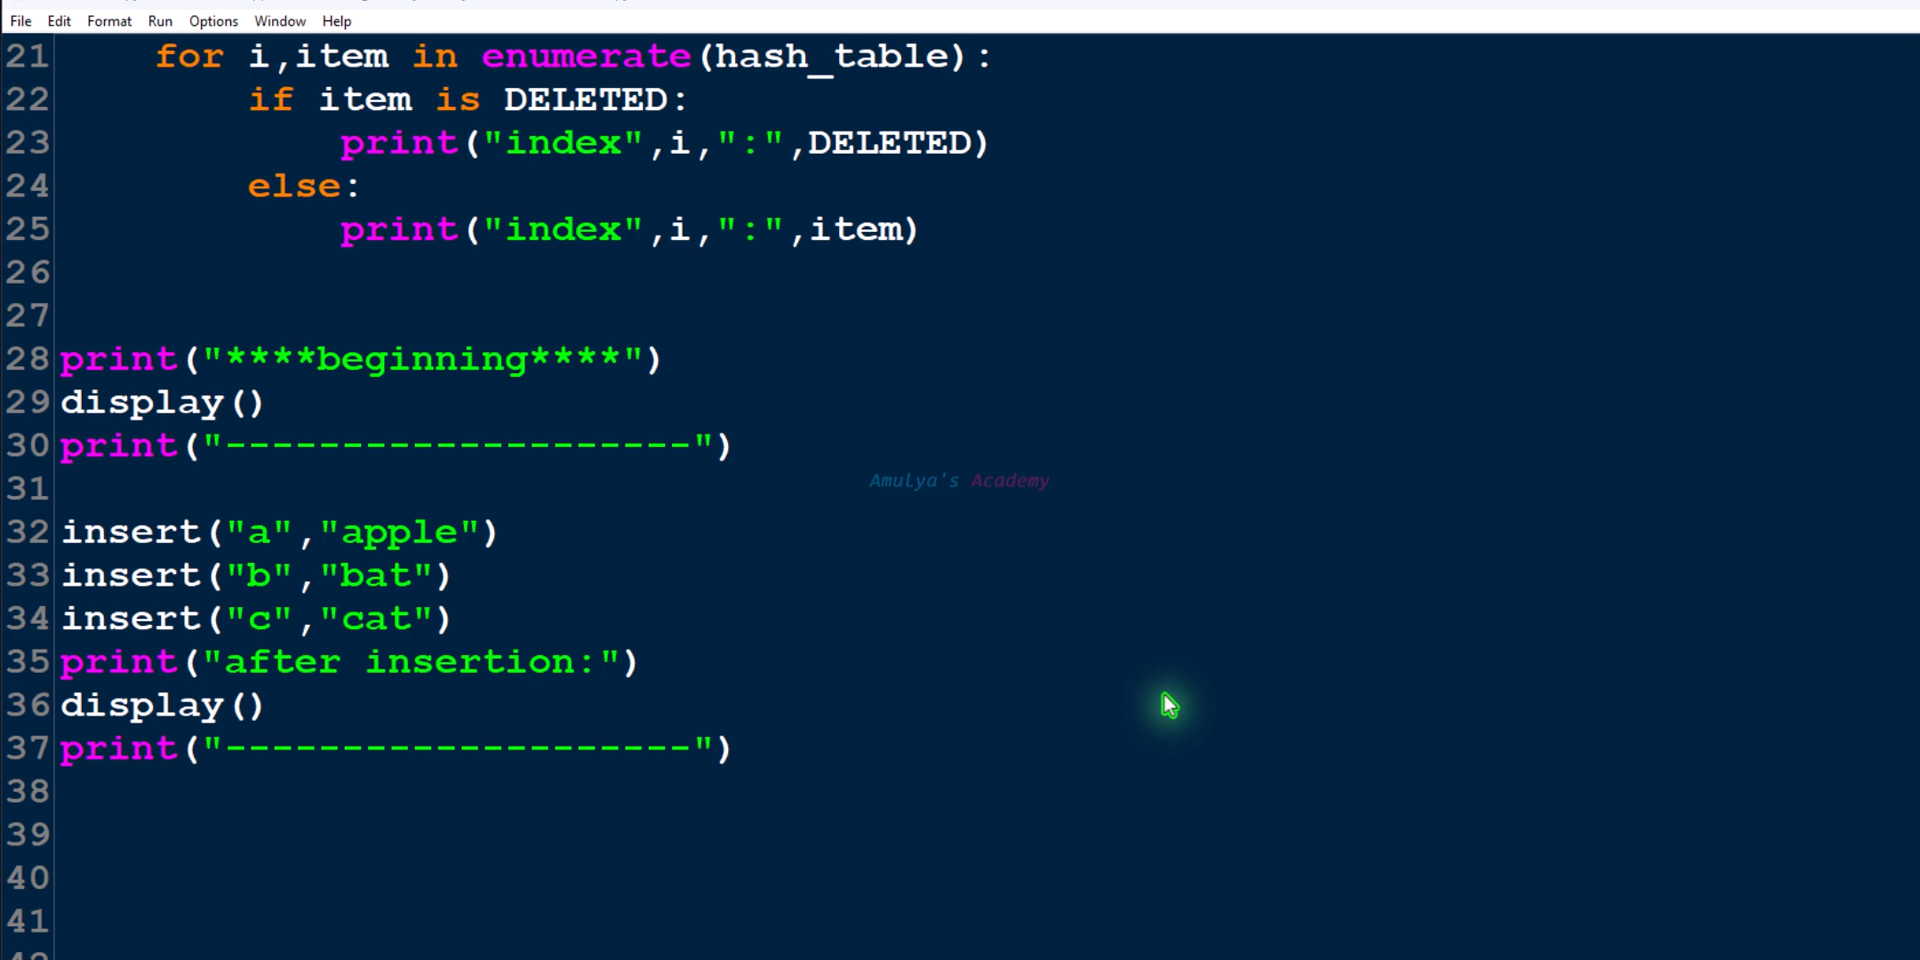 File Edit Format Run Options Window Help
21 for i,item in enumerate(hash_table):
22 if item is DELETED:
23 print("index",i,":",DELETED)
24 else:
25 print("index",i,":",item)
26
27
28 print("****beginning****")
29 display()
30 print("--------------------")
31
Amulya's Academy
32 insert("a","apple")
33 insert("b","bat")
34 insert("c","cat")
35 print("after insertion:")
36 display()
37 print("--------------------")
38
39
40
41